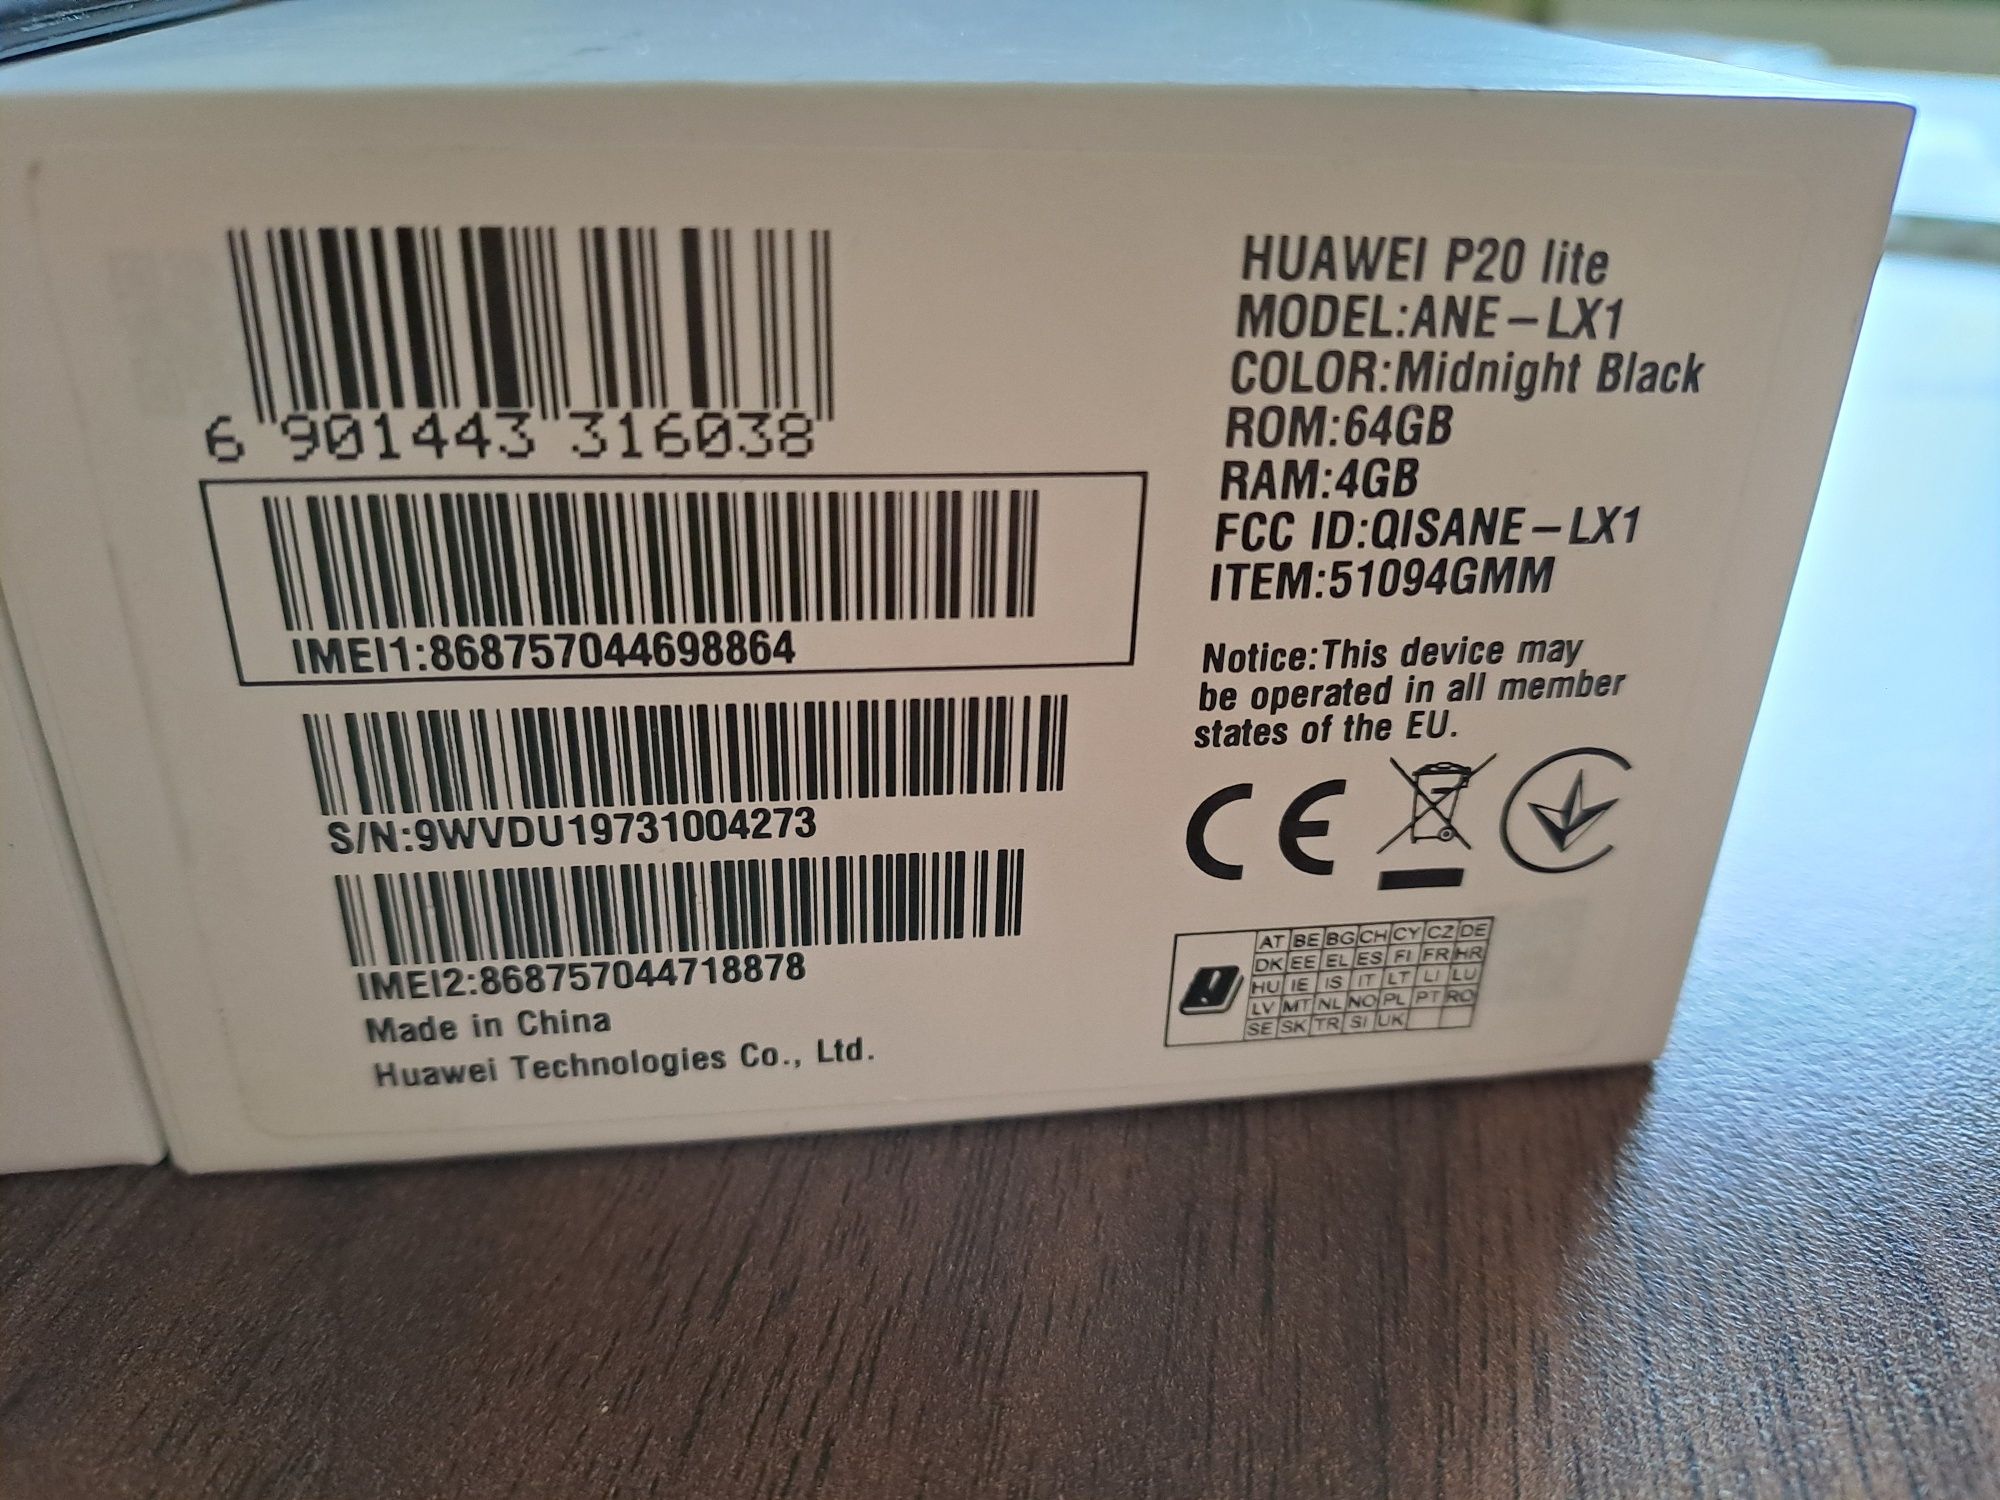 6 901443 316038
IMEI1:868757044698864
S/N:9WVDU19731004273
IMEI2:868757044718878
Made in China
Huawei Technologies Co., Ltd.
HUAWEI P20 lite
MODEL:ANE-LX1
COLOR:Midnight Black
ROM:64GB
RAM:4GB
FCC ID:QISANE-LX1
ITEM:51094GMM
Notice:This device may
be operated in all member
states of the EU.
CE
AT BE BG CH CY CZ DE
DK EE EL ES FI FR HR
HU IE IS IT LT LI LU
LV MT NL NO PL PT RO
SE SK TR SI UK